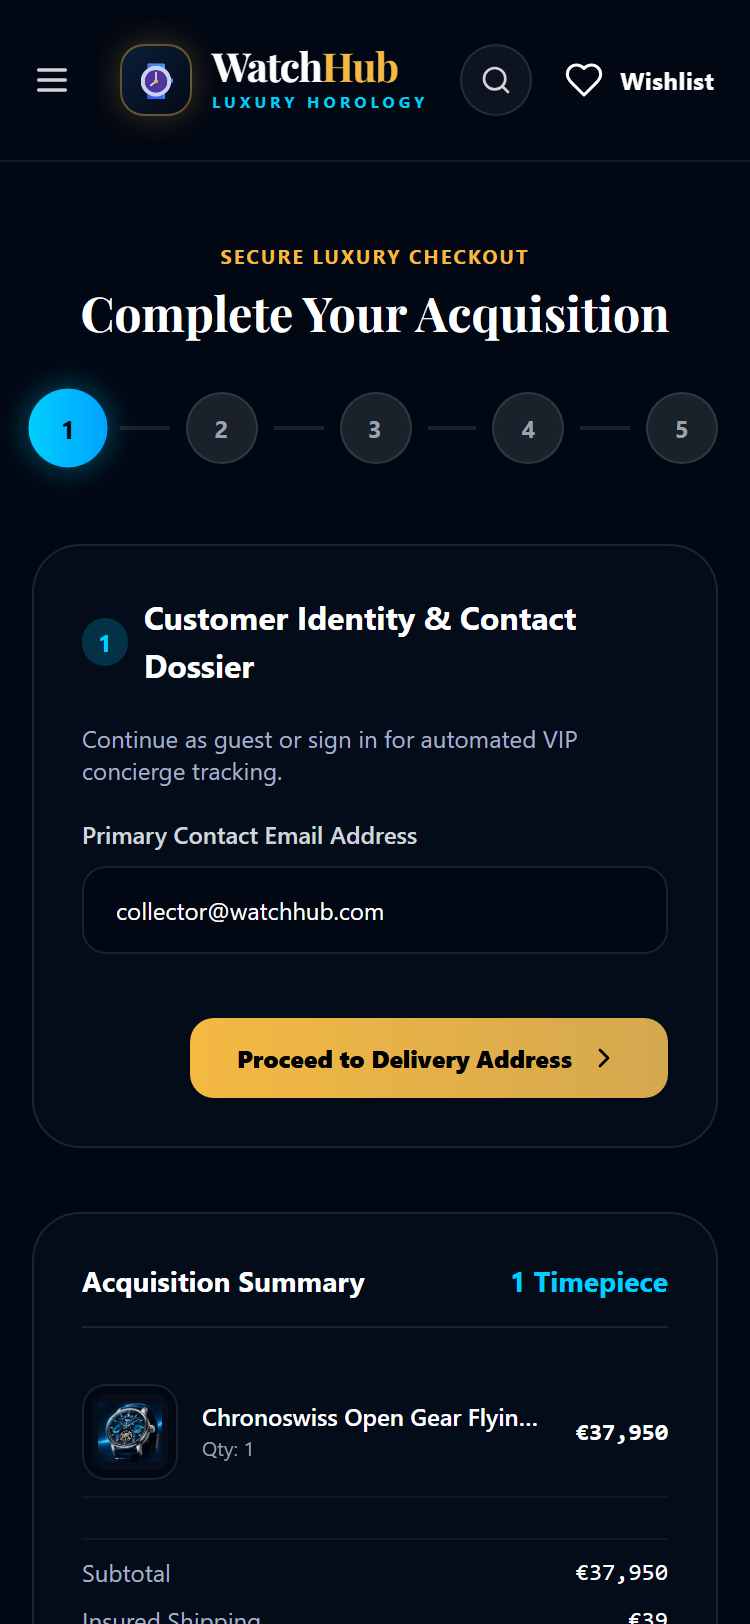 WatchHub
LUXURY HOROLOGY
Wishlist
SECURE LUXURY CHECKOUT
Complete Your Acquisition
1 2 3 4 5
1
Customer Identity & Contact
Dossier
Continue as guest or sign in for automated VIP
concierge tracking.
Primary Contact Email Address
collector@watchhub.com
Proceed to Delivery Address
Acquisition Summary 1 Timepiece
Chronoswiss Open Gear Flyin... €37,950
Qty: 1
Subtotal €37,950
Insured Shipping €39